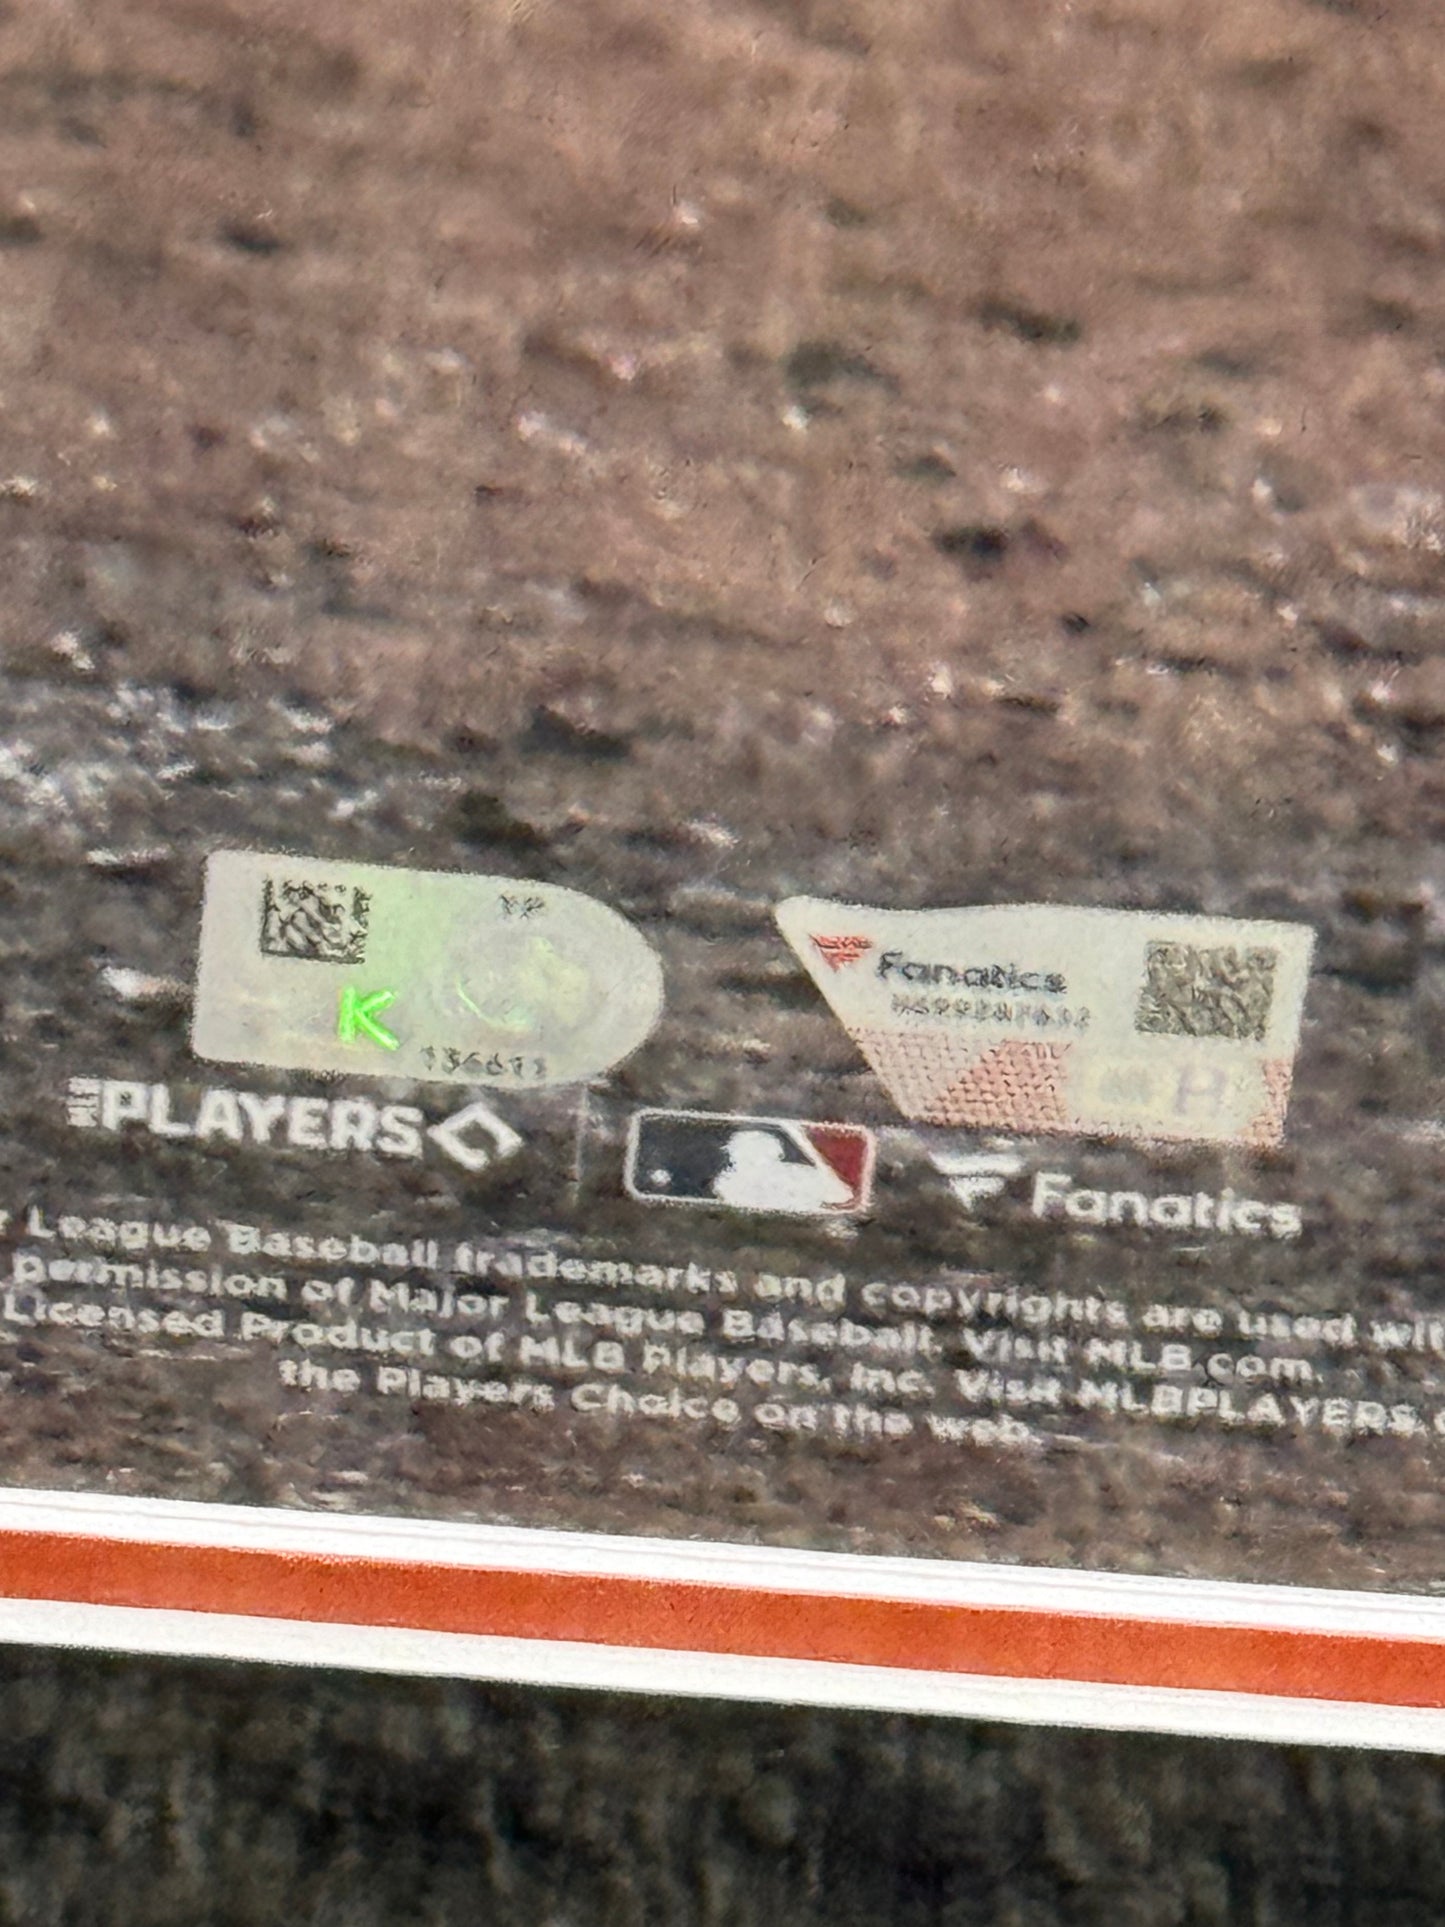 K
Fanatics
MLB PLAYERS
Fanatics
League Baseball trademarks and copyrights are used
permission of Major League Baseball. Visit MLB.com.
Licensed Product of MLB Players, Inc. Visit MLBPLAYERS.
the Players Choice on the web.